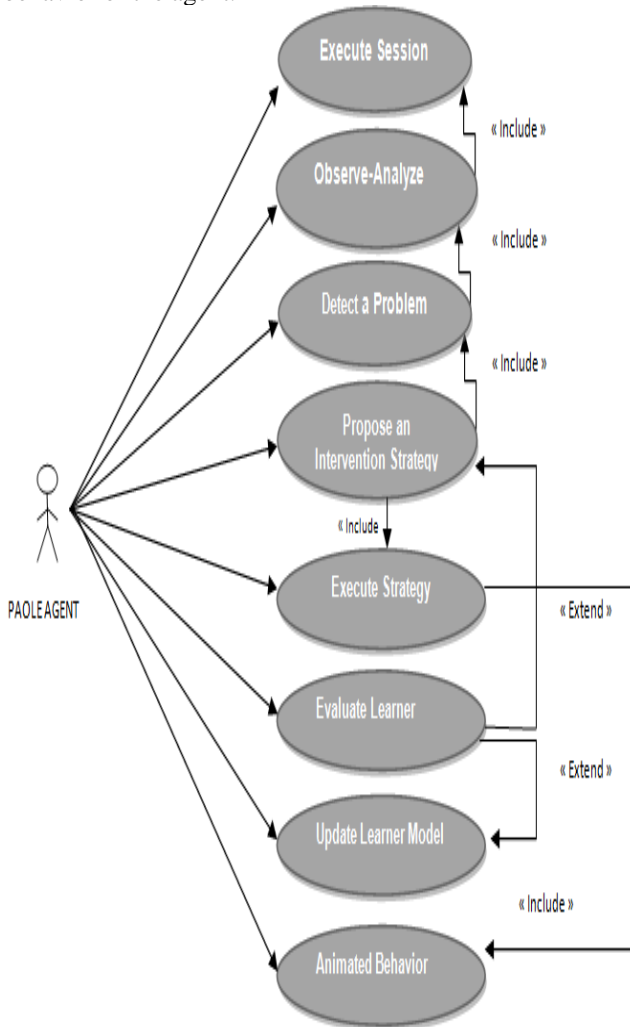 behavior of the agent.
Execute Session
« Include »
Observe-Analyze
« Include »
Detect a Problem
« Include »
Propose an
Intervention Strategy
« Include
Execute Strategy
« Extend »
PAOLE AGENT
Evaluate Learner
« Extend »
Update Learner Model
« Include »
Animated Behavior